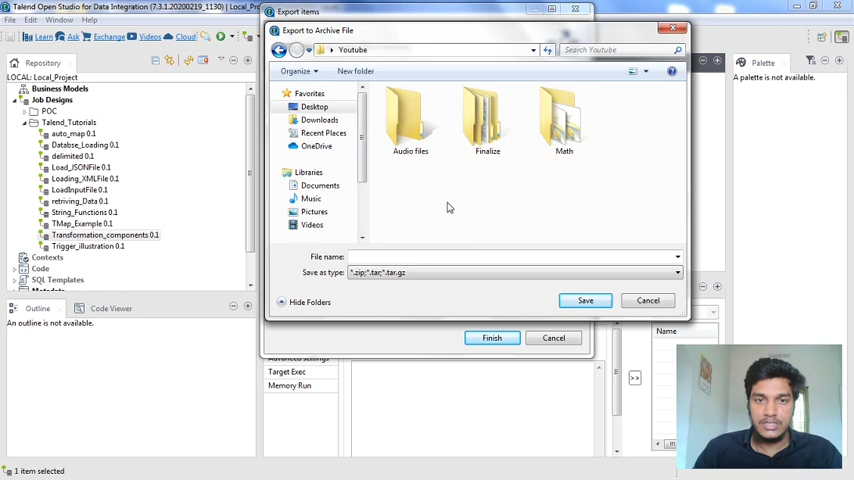 Talend Open Studio for Data Integration (7.3.1.20200219_1130) | Local_Pro
File Edit View Window Help
Learn Ask Exchange Videos Cloud
Export items
Export to Archive File
Youtube
Search Youtube
Organize New folder
Repository
LOCAL: Local_Project
Business Models
Job Designs
POC
Talend_Tutorials
auto_map 0.1
Databse_Loading 0.1
delimited 0.1
Load_JSONFile 0.1
Loading_XMLFile 0.1
LoadInputFile 0.1
retriving_Data 0.1
String_Functions 0.1
TMap_Example 0.1
Transformation_components 0.1
Trigger_illustration 0.1
Contexts
Code
SQL Templates
Favorites
Desktop
Downloads
Recent Places
OneDrive
Libraries
Documents
Music
Pictures
Videos
Audio files
Finalize
Math
File name:
Save as type: *.zip;*.tar;*.tar.gz
Hide Folders
Save Cancel
Finish Cancel
Palette
A palette is not available.
Outline Code Viewer
An outline is not available.
Advanced settings
Target Exec
Memory Run
Name
>>
1 item selected